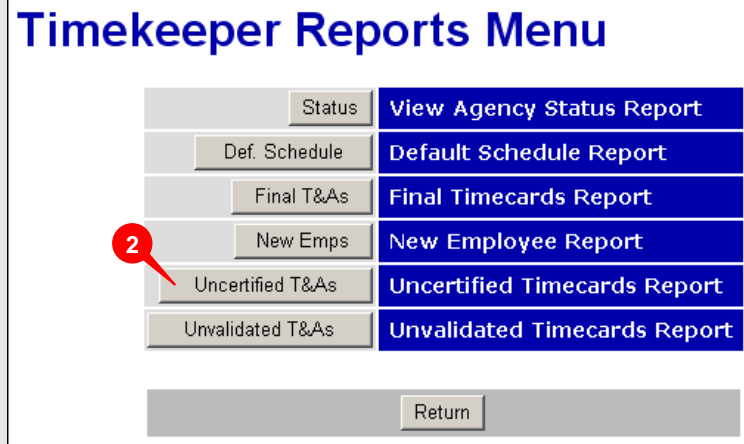 Timekeeper Reports Menu
Status View Agency Status Report
Def. Schedule Default Schedule Report
Final T&As Final Timecards Report
New Emps New Employee Report
2
Uncertified T&As Uncertified Timecards Report
Unvalidated T&As Unvalidated Timecards Report
Return